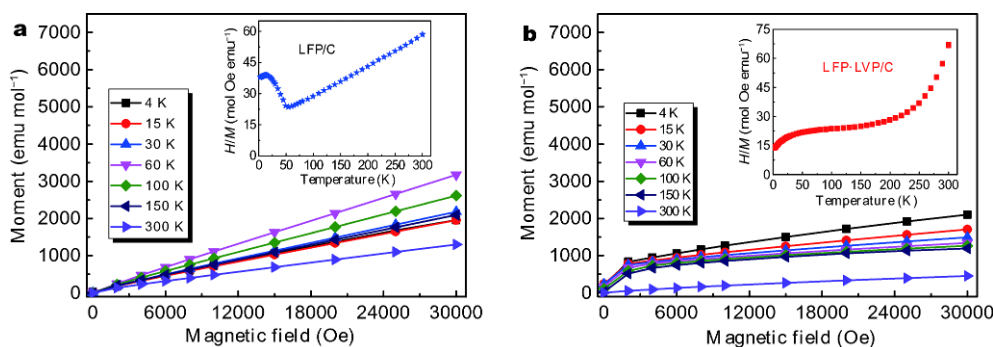 a
Moment (emu mol⁻¹)
7000
6000
5000
4000
3000
2000
1000
0
0 6000 12000 18000 24000 30000
Magnetic field (Oe)
4 K
15 K
30 K
60 K
100 K
150 K
300 K
H/M (mol Oe emu⁻¹)
60
45
30
15
0
LFP/C
0 50 100 150 200 250 300
Temperature (K)
b
Moment (emu mol⁻¹)
7000
6000
5000
4000
3000
2000
1000
0
0 6000 12000 18000 24000 30000
Magnetic field (Oe)
4 K
15 K
30 K
60 K
100 K
150 K
300 K
H/M (mol Oe emu⁻¹)
75
60
45
30
15
0
LFP·LVP/C
0 50 100 150 200 250 300
Temperature (K)